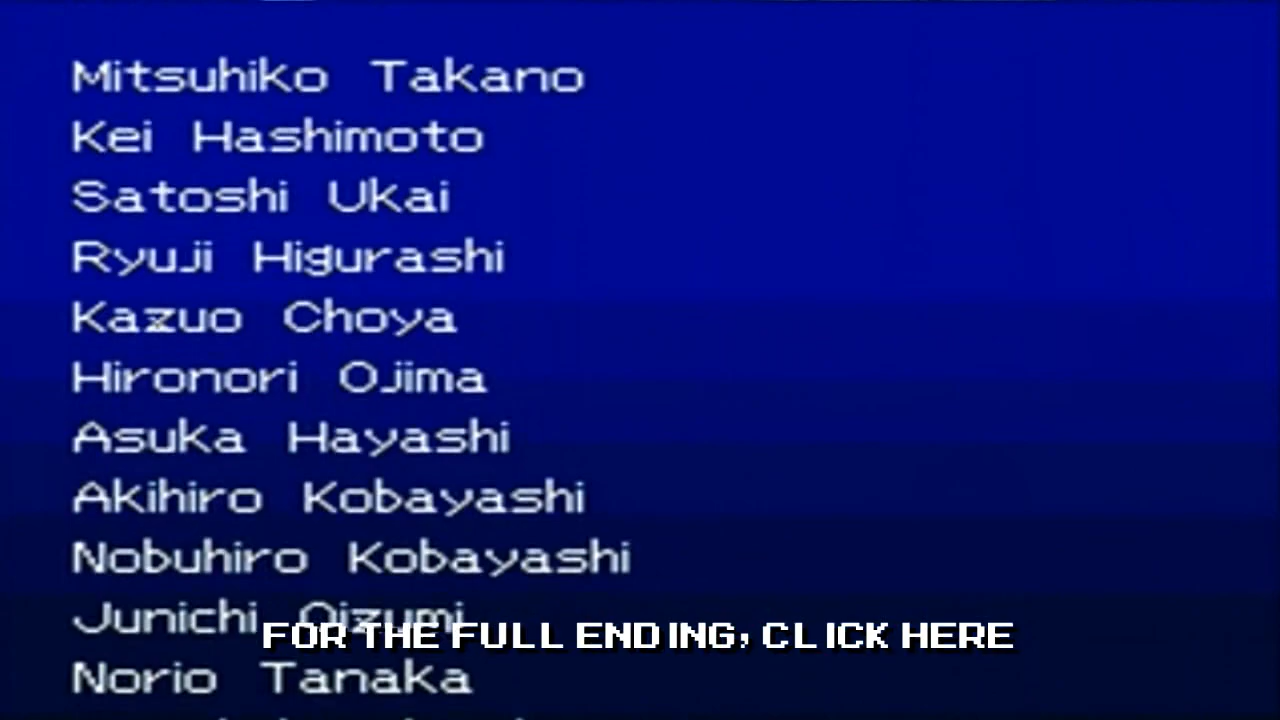 Mitsuhiko Takano
Kei Hashimoto
Satoshi Ukai
Ryuji Higurashi
Kazuo Choya
Hironori Ojima
Asuka Hayashi
Akihiro Kobayashi
Nobuhiro Kobayashi
Junichi Oizumi
FOR THE FULL ENDING, CLICK HERE
Norio Tanaka